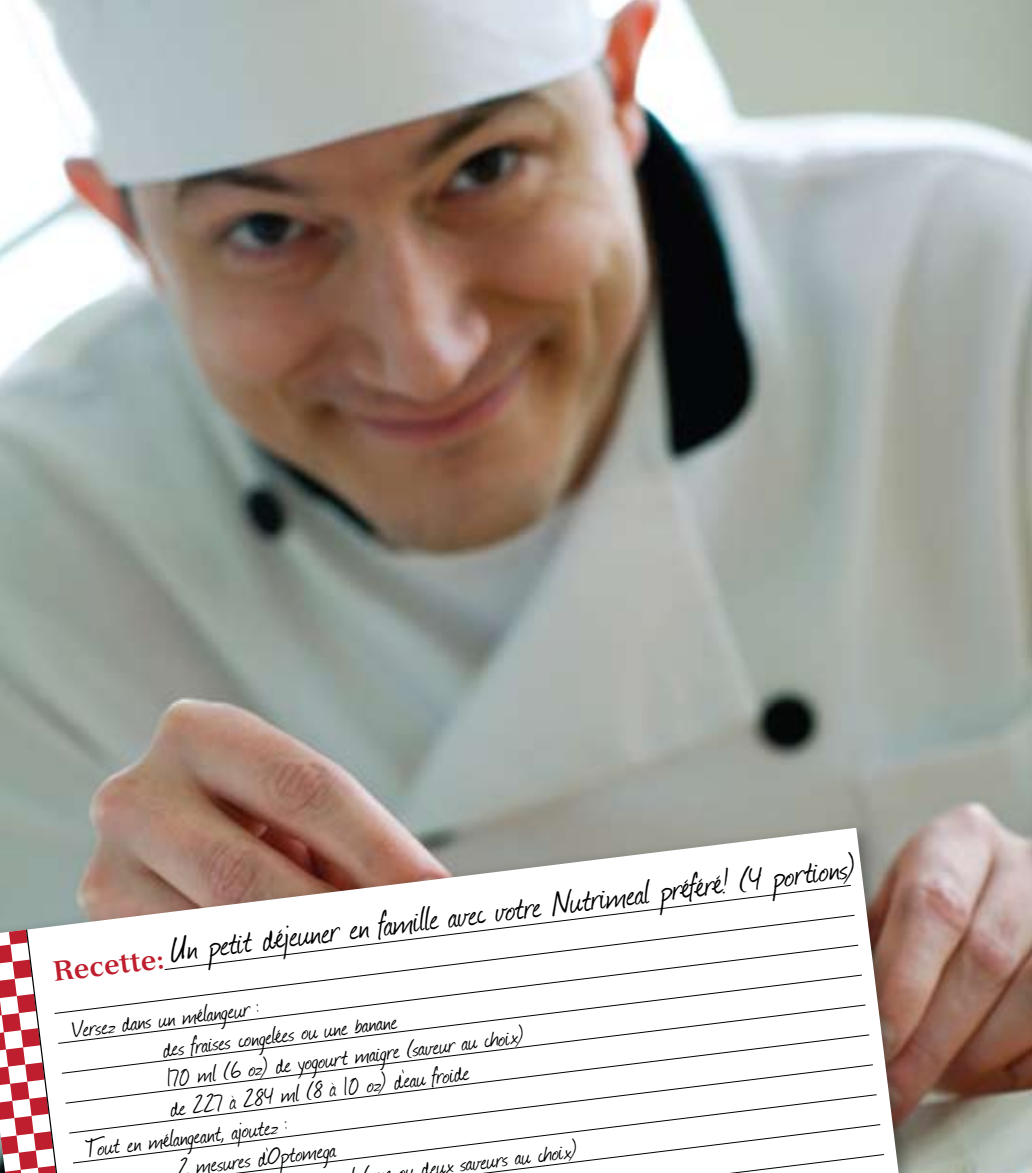 Recette: Un petit déjeuner en famille avec votre Nutrimeal préféré! (4 portions)
Versez dans un mélangeur :
des fraises congelées ou une banane
170 ml (6 oz) de yogourt maigre (saveur au choix)
de 227 à 284 ml (8 à 10 oz) d'eau froide
Tout en mélangeant, ajoutez :
2 mesures d'Optomega
ou deux saveurs au choix)